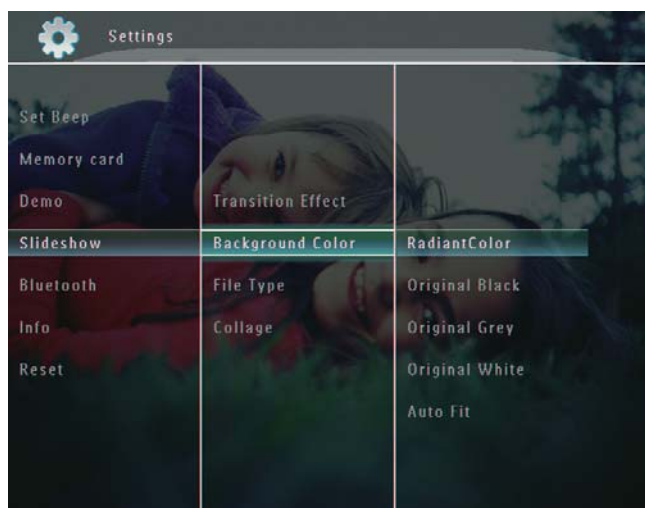 Settings
Set Beep
Memory card
Demo
Slideshow
Bluetooth
Info
Reset
Transition Effect
Background Color
File Type
Collage
RadiantColor
Original Black
Original Grey
Original White
Auto Fit